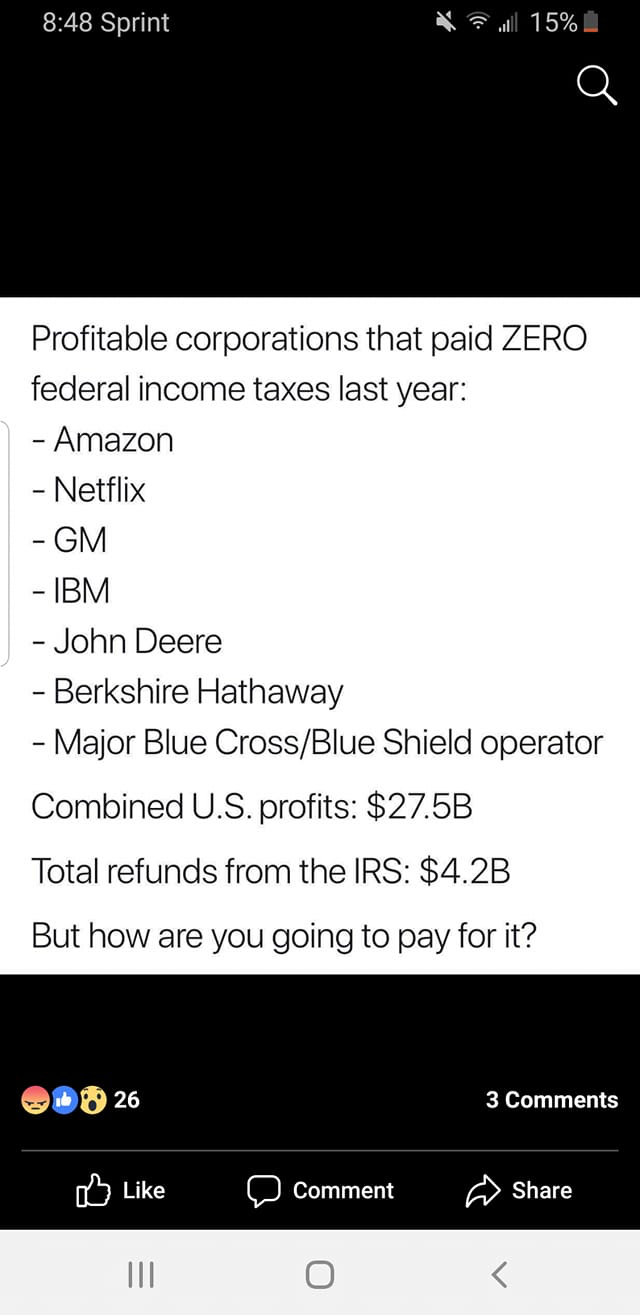 8:48 Sprint 15%
Profitable corporations that paid ZERO
federal income taxes last year:
- Amazon
- Netflix
- GM
- IBM
- John Deere
- Berkshire Hathaway
- Major Blue Cross/Blue Shield operator
Combined U.S. profits: $27.5B
Total refunds from the IRS: $4.2B
But how are you going to pay for it?
26 3 Comments
Like Comment Share